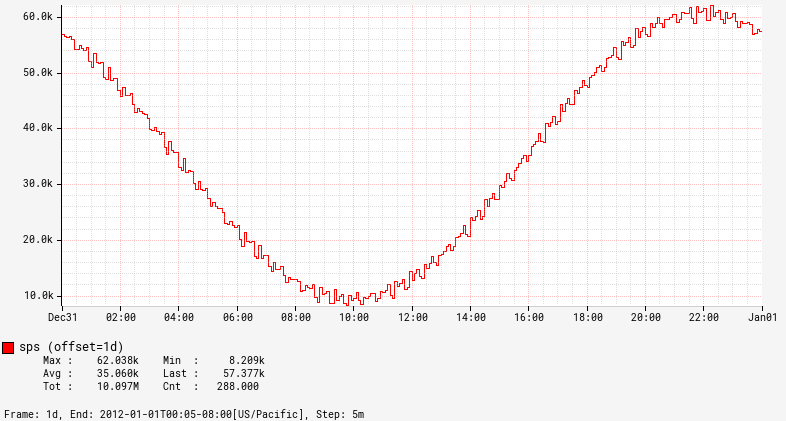 60.0k
50.0k
40.0k
30.0k
20.0k
10.0k
Dec31 02:00 04:00 06:00 08:00 10:00 12:00 14:00 16:00 18:00 20:00 22:00 Jan01
sps (offset=1d)
Max : 62.038k Min : 8.209k
Avg : 35.060k Last : 57.377k
Tot : 10.097M Cnt : 288.000
Frame: 1d, End: 2012-01-01T00:05-08:00[US/Pacific], Step: 5m